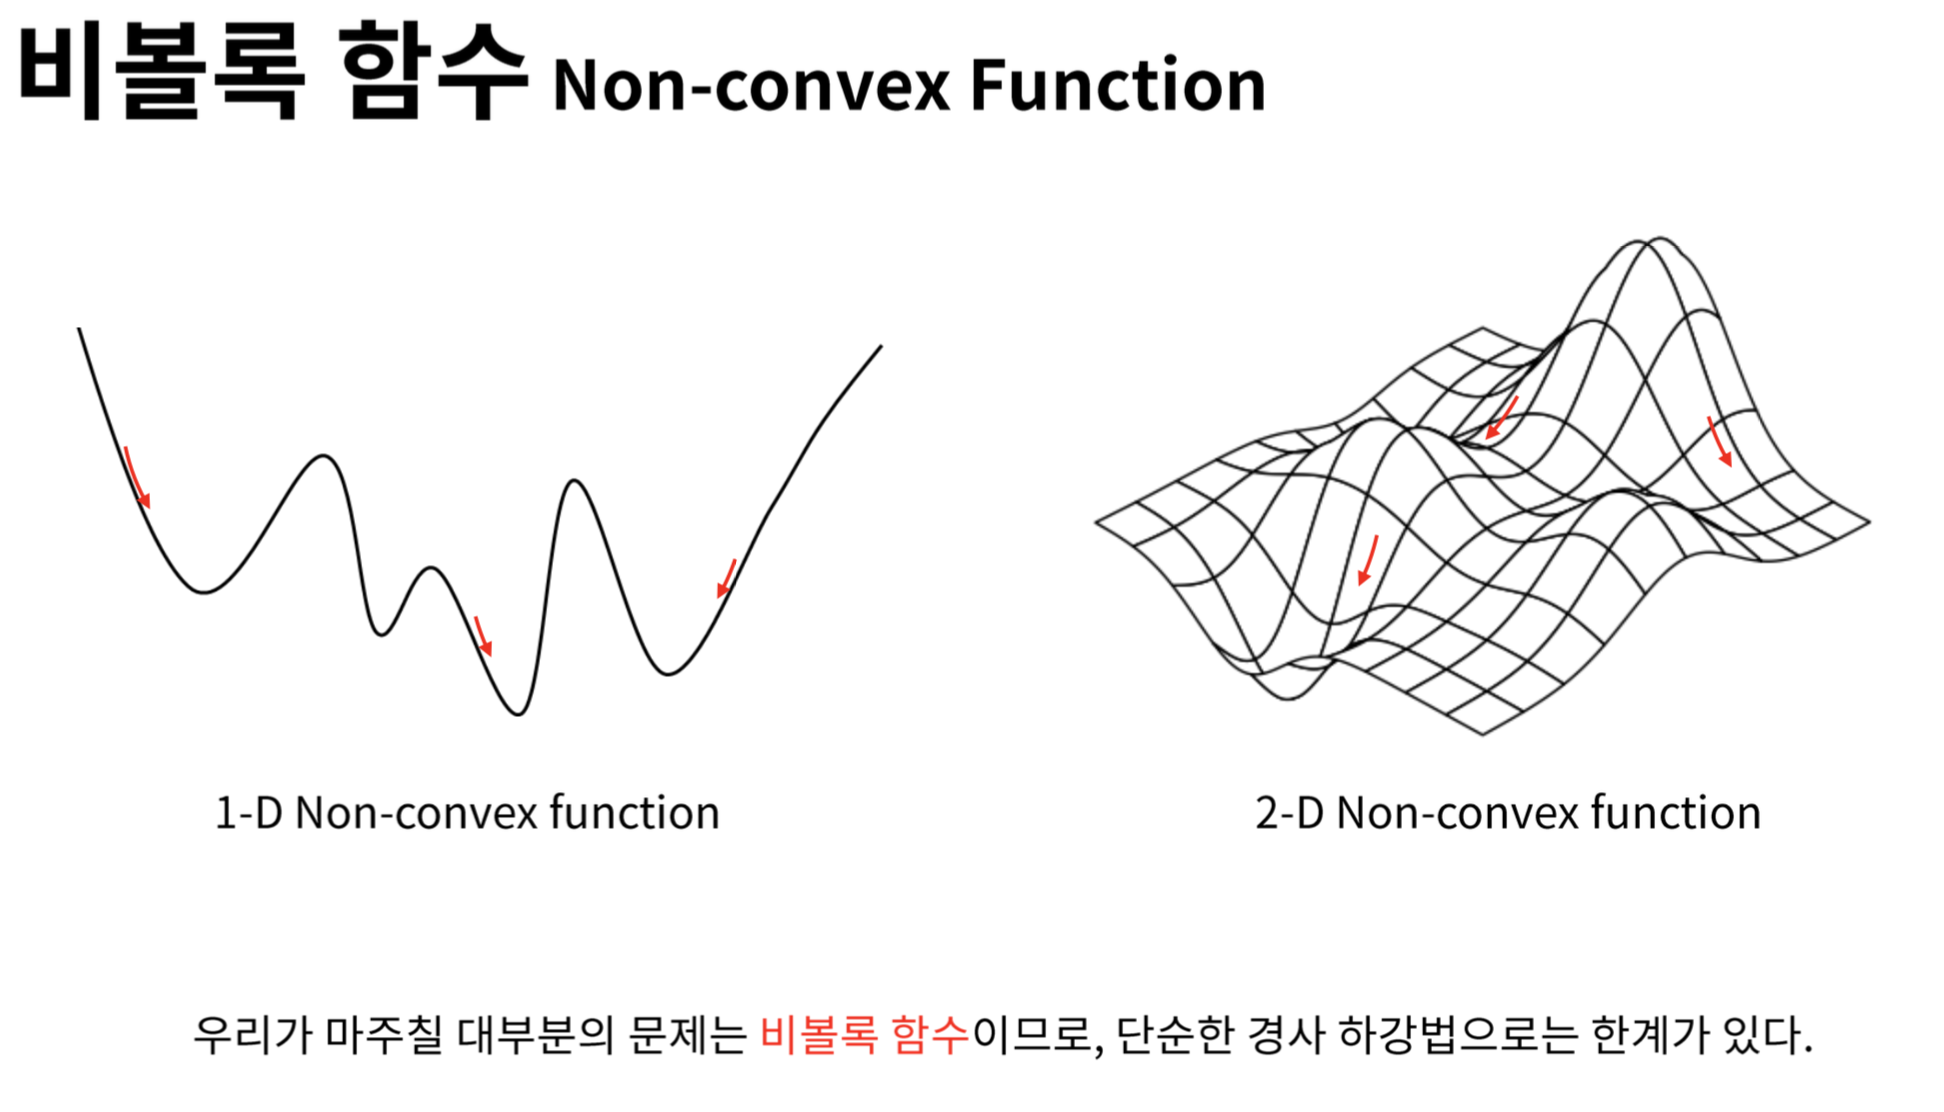 비볼록 함수 Non-convex Function
1-D Non-convex function
2-D Non-convex function
우리가 마주칠 대부분의 문제는 비볼록 함수이므로, 단순한 경사 하강법으로는 한계가 있다.